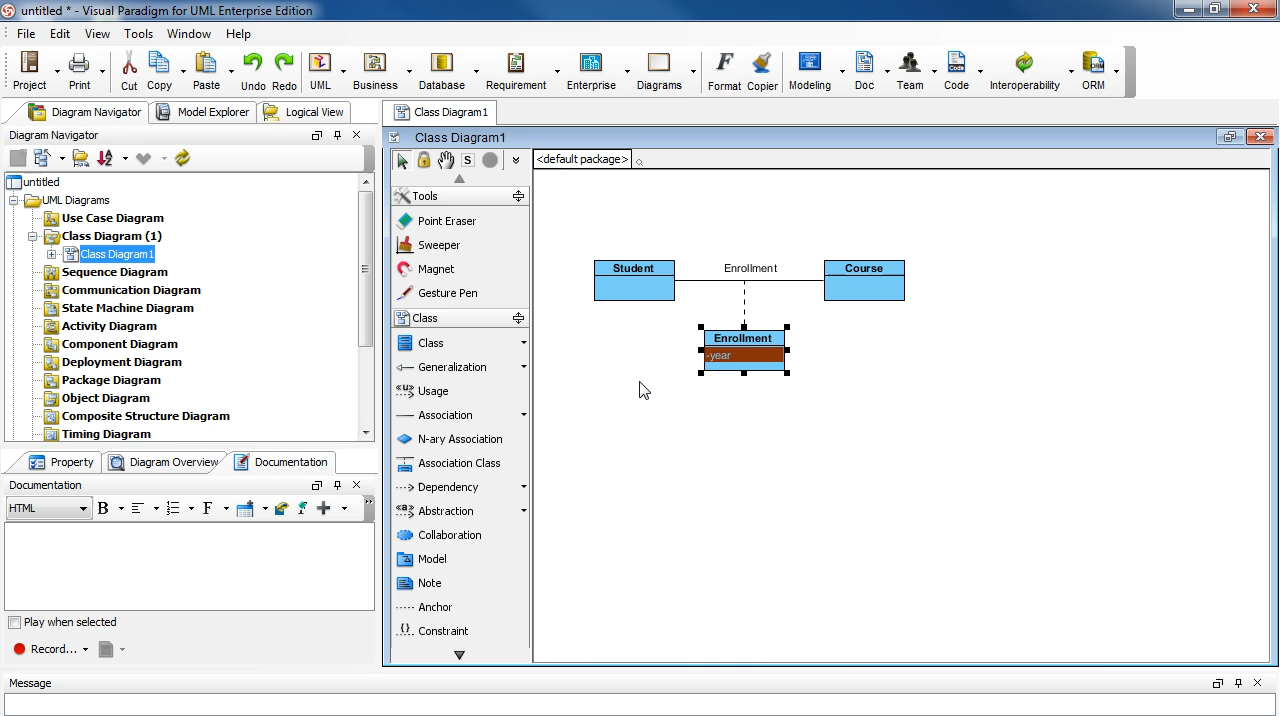 untitled * - Visual Paradigm for UML Enterprise Edition
File Edit View Tools Window Help
Project Print Cut Copy Paste Undo Redo UML Business Database Requirement Enterprise Diagrams Format Copier Modeling Doc Team Code Interoperability ORM
Diagram Navigator Model Explorer Logical View
Diagram Navigator
untitled
UML Diagrams
Use Case Diagram
Class Diagram (1)
Class Diagram1
Sequence Diagram
Communication Diagram
State Machine Diagram
Activity Diagram
Component Diagram
Deployment Diagram
Package Diagram
Object Diagram
Composite Structure Diagram
Timing Diagram
Property Diagram Overview Documentation
Documentation
HTML B F
Play when selected
Record...
Class Diagram1
Class Diagram1
S <default package>
Tools
Point Eraser
Sweeper
Magnet
Gesture Pen
Class
Class
Generalization
«u» Usage
Association
N-ary Association
Association Class
Dependency
«a» Abstraction
Collaboration
Model
Note
Anchor
{} Constraint
Student Enrollment Course
Enrollment
-year
Message